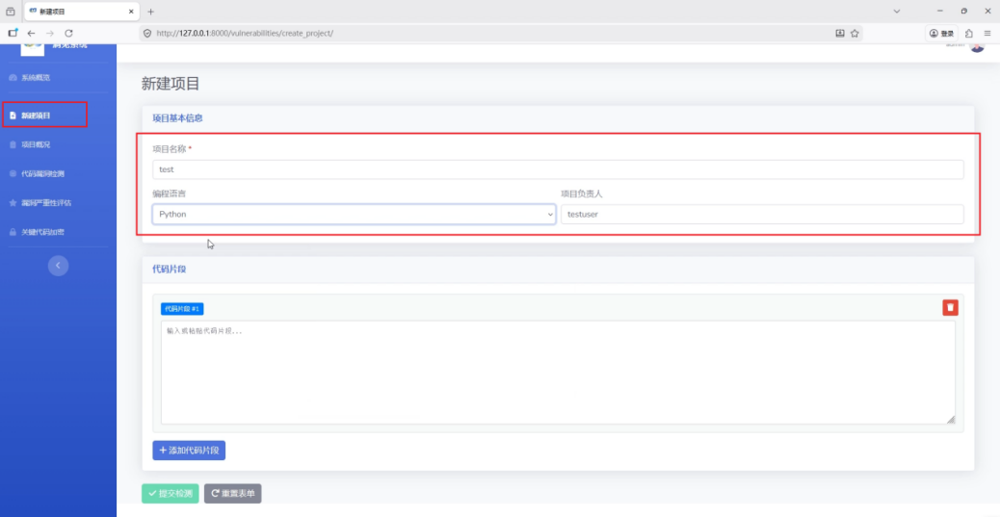 新建项目
http://127.0.0.1:8000/vulnerabilities/create_project/
登录
系统概览
新建项目
项目概况
代码漏洞检测
漏洞严重性评估
关键代码加密
新建项目
项目基本信息
项目名称 *
test
编程语言
项目负责人
Python
testuser
代码片段
代码片段 #1
输入或粘贴代码片段...
添加代码片段
提交检测
重置表单